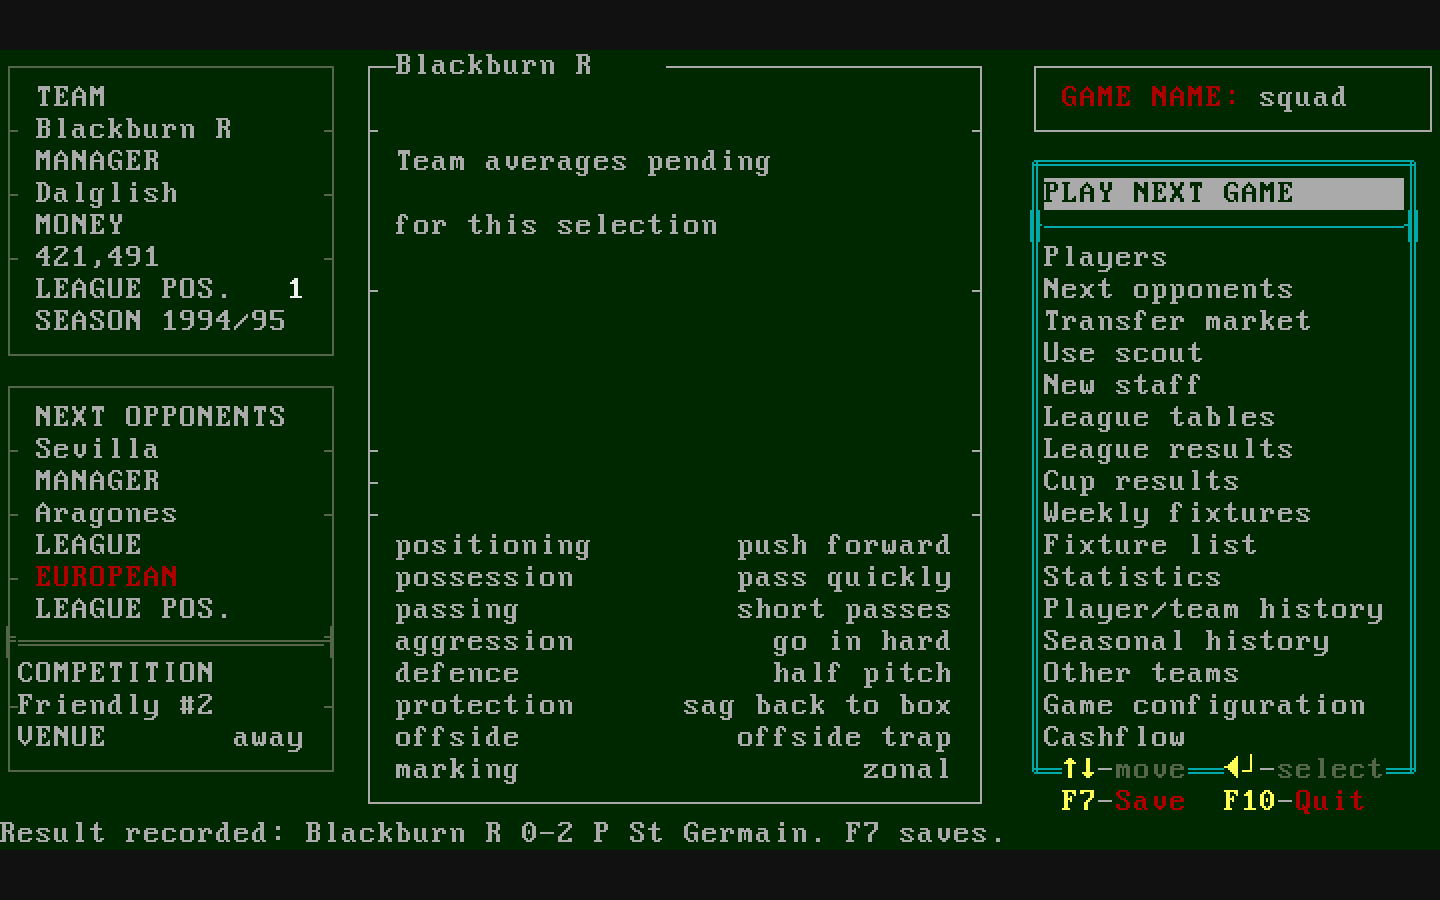 TEAM
Blackburn R
MANAGER
Dalglish
MONEY
421,491
LEAGUE POS. 1
SEASON 1994/95
NEXT OPPONENTS
Sevilla
MANAGER
Aragones
LEAGUE
EUROPEAN
LEAGUE POS.
COMPETITION
Friendly #2
VENUE away
Blackburn R
Team averages pending
for this selection
positioning push forward
possession pass quickly
passing short passes
aggression go in hard
defence half pitch
protection sag back to box
offside offside trap
marking zonal
GAME NAME: squad
PLAY NEXT GAME
Players
Next opponents
Transfer market
Use scout
New staff
League tables
League results
Cup results
Weekly fixtures
Fixture list
Statistics
Player/team history
Seasonal history
Other teams
Game configuration
Cashflow
↑↓-move ◄┘-select
F7-Save F10-Quit
Result recorded: Blackburn R 0-2 P St Germain. F7 saves.